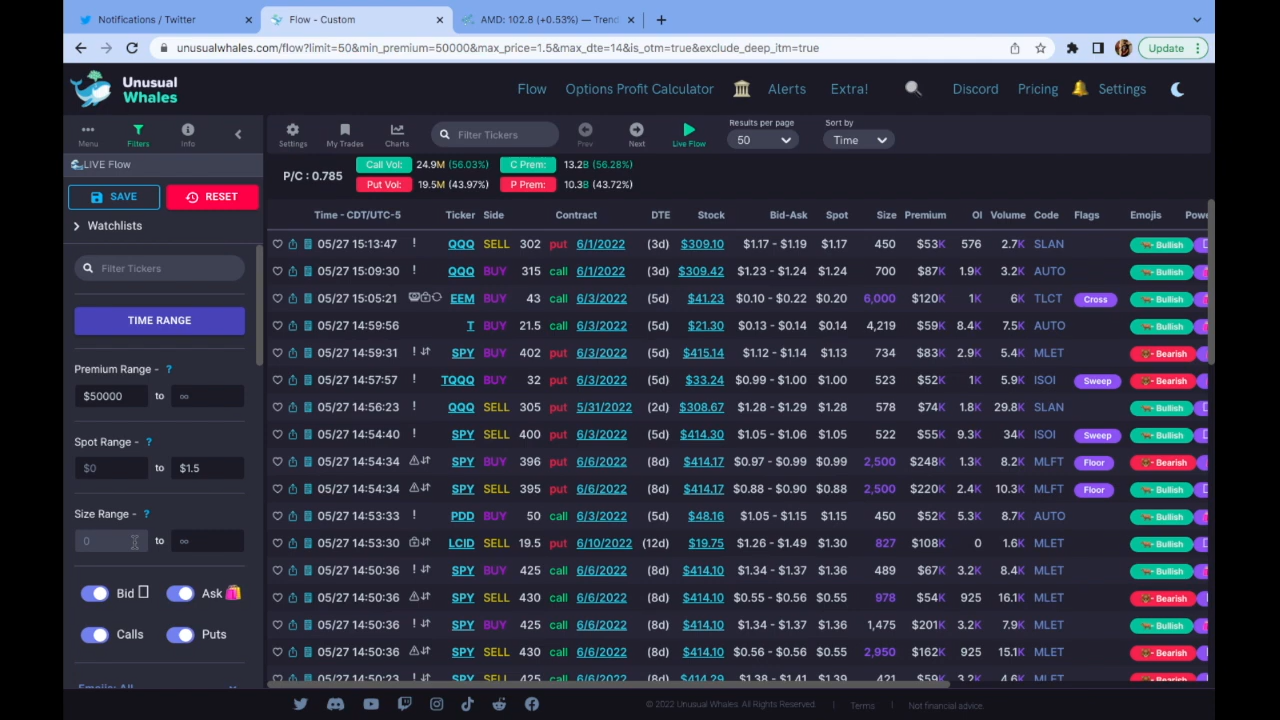 Notifications / Twitter
Flow - Custom
AMD: 102.8 (+0.53%) — Trend
unusualwhales.com/flow?limit=50&min_premium=50000&max_price=1.5&max_dte=14&is_otm=true&exclude_deep_itm=true
Update
Unusual Whales
Flow
Options Profit Calculator
Alerts
Extra!
Discord
Pricing
Settings
Menu
Filters
Info
Settings
My Trades
Charts
Filter Tickers
Prev
Next
Live Flow
Results per page
50
Sort by
Time
LIVE Flow
SAVE
RESET
Watchlists
Filter Tickers
TIME RANGE
Premium Range - ?
$50000 to ∞
Spot Range - ?
$0 to $1.5
Size Range - ?
0 to ∞
Bid
Ask
Calls
Puts
P/C : 0.785
Call Vol: 24.9M (56.03%) C Prem: 13.2B (56.28%)
Put Vol: 19.5M (43.97%) P Prem: 10.3B (43.72%)
Time - CDT/UTC-5 Ticker Side Contract DTE Stock Bid-Ask Spot Size Premium OI Volume Code Flags Emojis Powe
05/27 15:13:47 ! QQQ SELL 302 put 6/1/2022 (3d) $309.10 $1.17 - $1.19 $1.17 450 $53K 576 2.7K SLAN Bullish
05/27 15:09:30 ! QQQ BUY 315 call 6/1/2022 (3d) $309.42 $1.23 - $1.24 $1.24 700 $87K 1.9K 3.2K AUTO Bullish
05/27 15:05:21 EEM BUY 43 call 6/3/2022 (5d) $41.23 $0.10 - $0.22 $0.20 6,000 $120K 1K 6K TLCT Cross Bullish
05/27 14:59:56 T BUY 21.5 call 6/3/2022 (5d) $21.30 $0.13 - $0.14 $0.14 4,219 $59K 8.4K 7.5K AUTO Bullish
05/27 14:59:31 ! SPY BUY 402 put 6/3/2022 (5d) $415.14 $1.12 - $1.14 $1.13 734 $83K 2.9K 5.4K MLET Bearish
05/27 14:57:57 ! TQQQ BUY 32 put 6/3/2022 (5d) $33.24 $0.99 - $1.00 $1.00 523 $52K 1K 5.9K ISOI Sweep Bearish
05/27 14:56:23 ! QQQ SELL 305 put 5/31/2022 (2d) $308.67 $1.28 - $1.29 $1.28 578 $74K 1.8K 29.8K SLAN Bullish
05/27 14:54:40 ! SPY SELL 400 put 6/3/2022 (5d) $414.30 $1.05 - $1.06 $1.05 522 $55K 9.3K 34K ISOI Sweep Bullish
05/27 14:54:34 SPY BUY 396 put 6/6/2022 (8d) $414.17 $0.97 - $0.99 $0.99 2,500 $248K 1.3K 8.2K MLFT Floor Bearish
05/27 14:54:34 SPY SELL 395 put 6/6/2022 (8d) $414.17 $0.88 - $0.90 $0.88 2,500 $220K 2.4K 10.3K MLFT Floor Bullish
05/27 14:53:33 ! PDD BUY 50 call 6/3/2022 (5d) $48.16 $1.05 - $1.15 $1.15 450 $52K 5.3K 8.7K AUTO Bullish
05/27 14:53:30 LCID SELL 19.5 put 6/10/2022 (12d) $19.75 $1.26 - $1.49 $1.30 827 $108K 0 1.6K MLET Bullish
05/27 14:50:36 ! SPY BUY 425 call 6/6/2022 (8d) $414.10 $1.34 - $1.37 $1.37 489 $67K 3.2K 8.4K MLET Bullish
05/27 14:50:36 SPY SELL 430 call 6/6/2022 (8d) $414.10 $0.55 - $0.56 $0.55 978 $54K 925 16.1K MLET Bearish
05/27 14:50:36 ! SPY BUY 425 call 6/6/2022 (8d) $414.10 $1.34 - $1.37 $1.36 1,475 $201K 3.2K 7.9K MLET Bullish
05/27 14:50:36 SPY SELL 430 call 6/6/2022 (8d) $414.10 $0.56 - $0.56 $0.55 2,950 $162K 925 15.1K MLET Bearish
© 2022 Unusual Whales. All Rights Reserved. Terms Not financial advice.